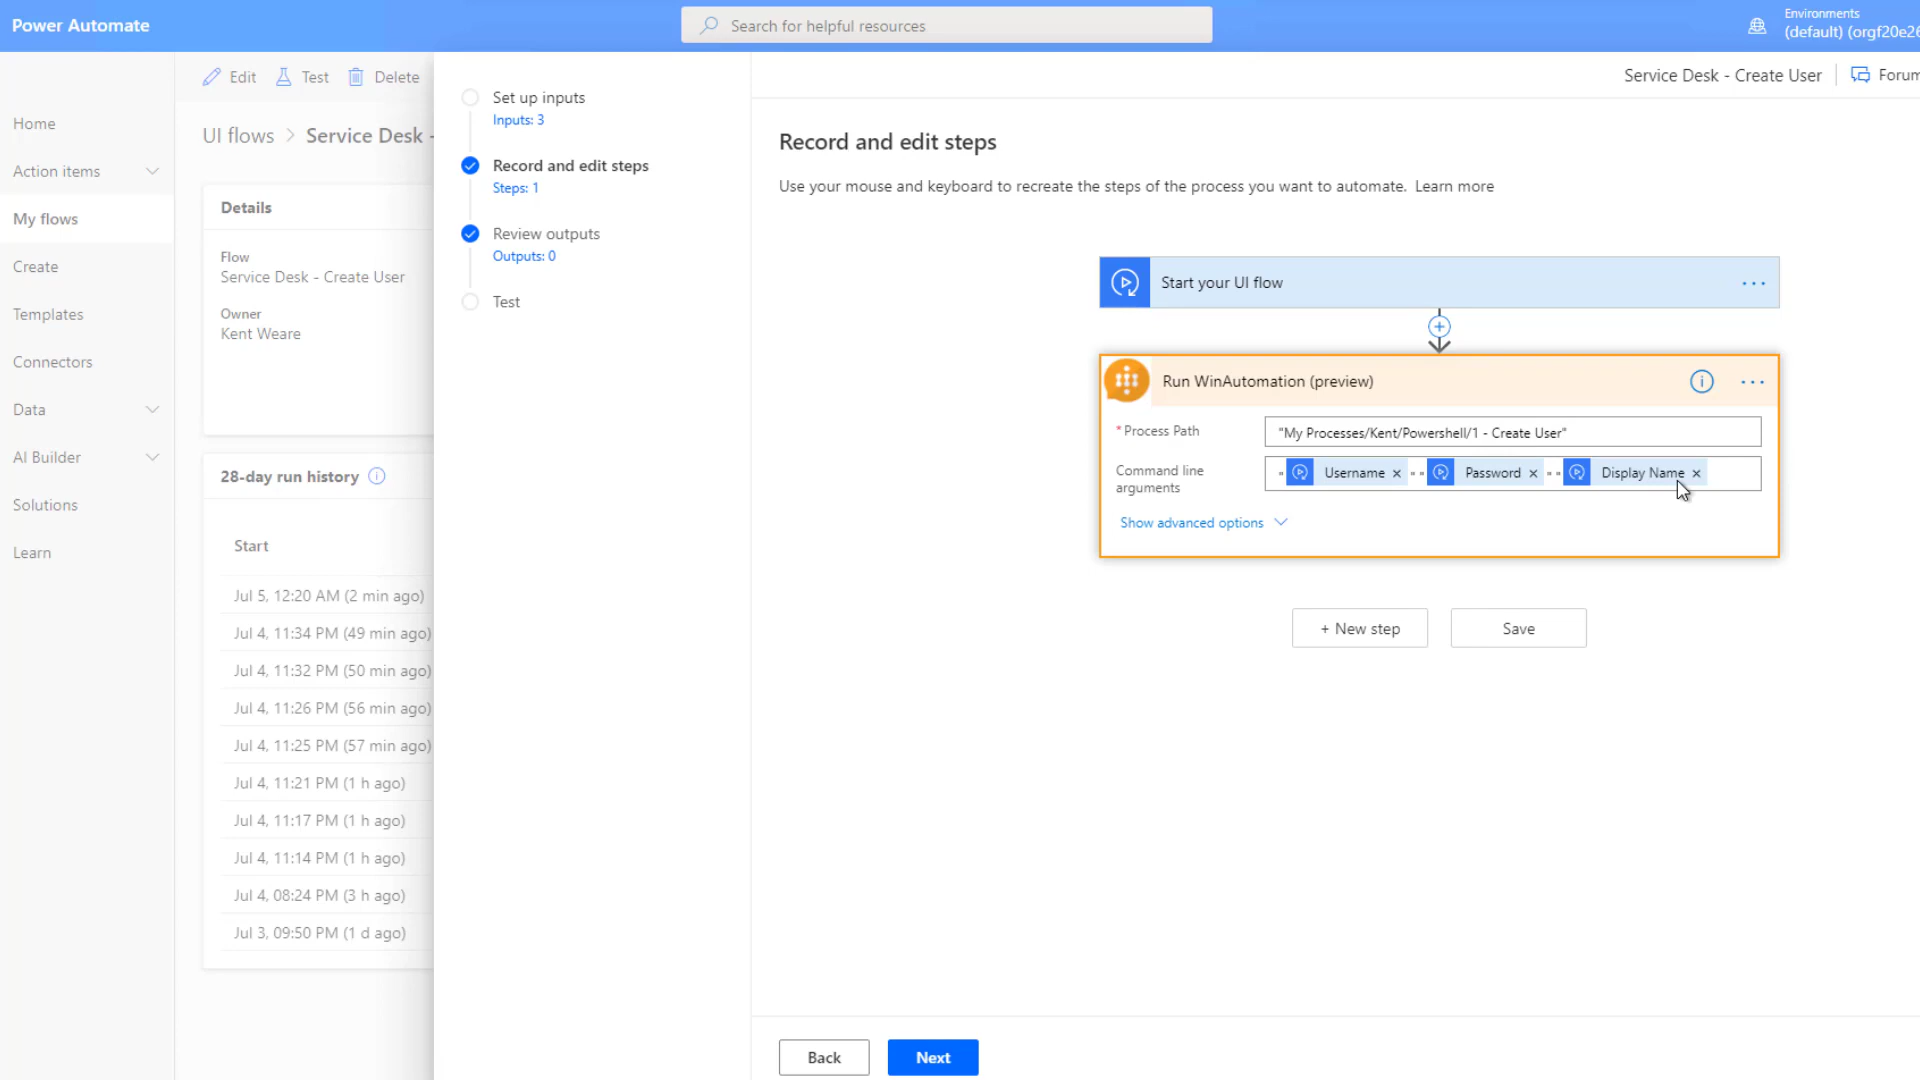 Power Automate
Search for helpful resources
Environments
(default) (orgf20e26
Edit
Test
Delete
Service Desk - Create User
Forum
Home
Action items
My flows
Create
Templates
Connectors
Data
AI Builder
Solutions
Learn
UI flows > Service Desk -
Details
Flow
Service Desk - Create User
Owner
Kent Weare
28-day run history
Start
Jul 5, 12:20 AM (2 min ago)
Jul 4, 11:34 PM (49 min ago)
Jul 4, 11:32 PM (50 min ago)
Jul 4, 11:26 PM (56 min ago)
Jul 4, 11:25 PM (57 min ago)
Jul 4, 11:21 PM (1 h ago)
Jul 4, 11:17 PM (1 h ago)
Jul 4, 11:14 PM (1 h ago)
Jul 4, 08:24 PM (3 h ago)
Jul 3, 09:50 PM (1 d ago)
Set up inputs
Inputs: 3
Record and edit steps
Steps: 1
Review outputs
Outputs: 0
Test
Record and edit steps
Use your mouse and keyboard to recreate the steps of the process you want to automate. Learn more
Start your UI flow
Run WinAutomation (preview)
* Process Path
"My Processes/Kent/Powershell/1 - Create User"
Command line
arguments
" Username × " " Password × " " Display Name ×
Show advanced options
+ New step
Save
Back
Next